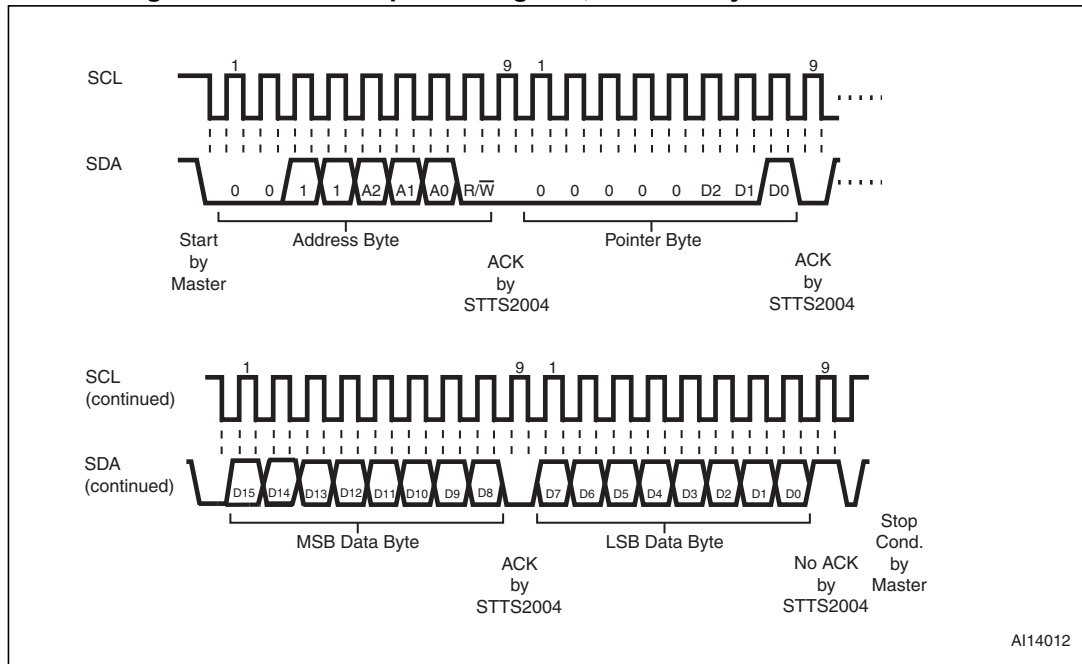 1 9 1 9
SCL
SDA
0 0 1 1 A2 A1 A0 R/W 0 0 0 0 0 D2 D1 D0
Address Byte Pointer Byte
Start
by
Master
ACK
by
STTS2004
ACK
by
STTS2004
1 9 1 9
SCL
(continued)
SDA
(continued)
D15 D14 D13 D12 D11 D10 D9 D8 D7 D6 D5 D4 D3 D2 D1 D0
MSB Data Byte LSB Data Byte
ACK
by
STTS2004
No ACK
by
STTS2004
Stop
Cond.
by
Master
AI14012